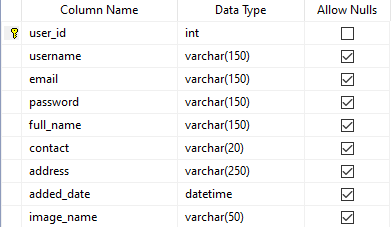 Column Name Data Type Allow Nulls
user_id int
username varchar(150)
email varchar(150)
password varchar(150)
full_name varchar(150)
contact varchar(20)
address varchar(250)
added_date datetime
image_name varchar(50)